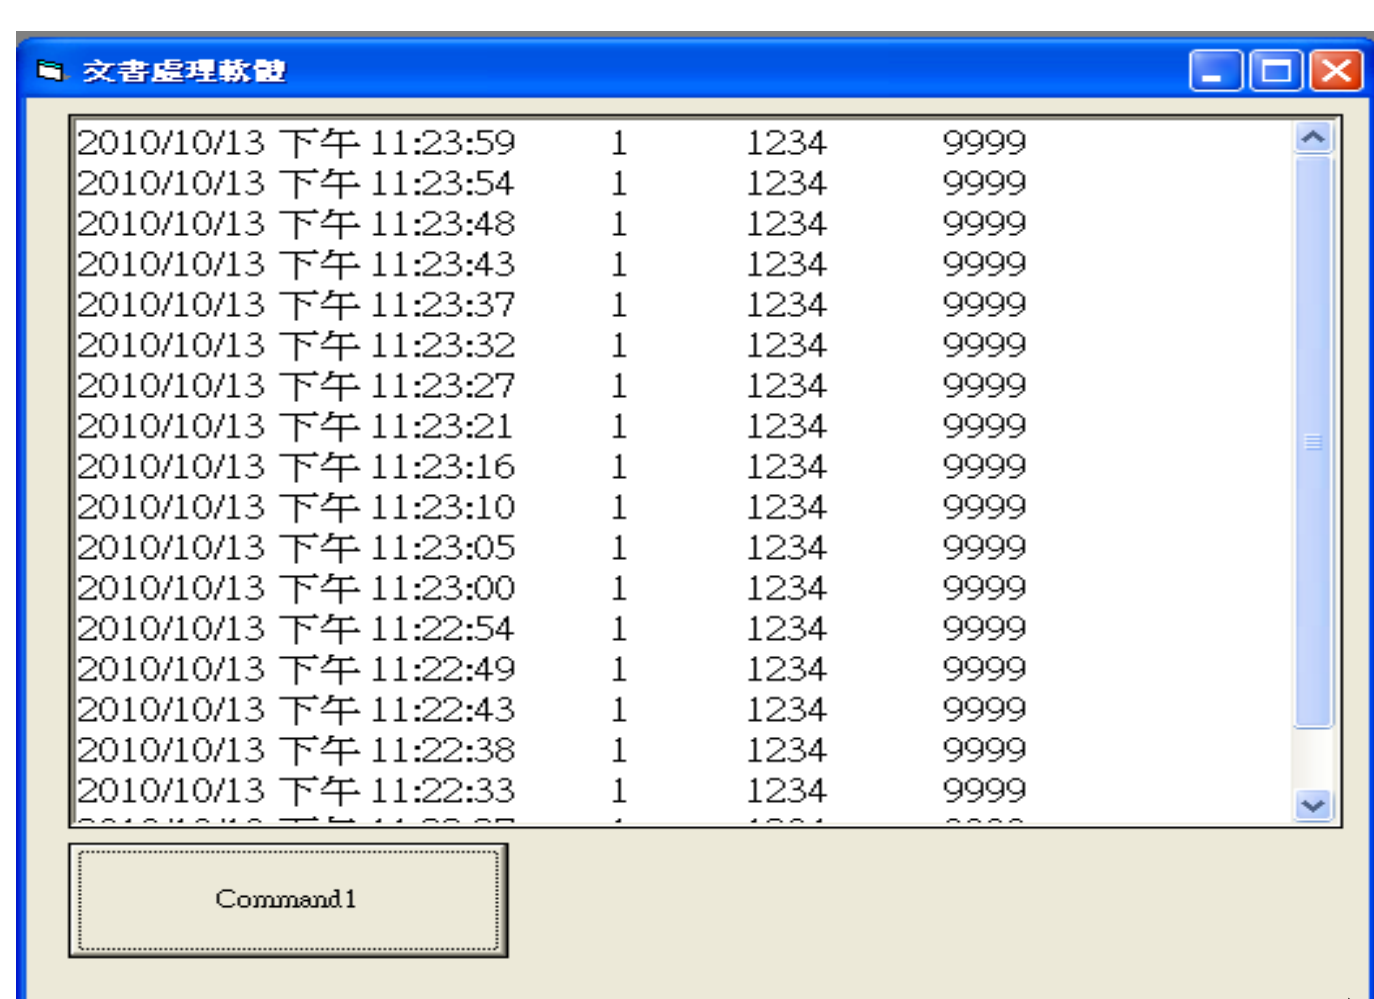 文書處理軟體
2010/10/13 下午 11:23:59 1 1234 9999
2010/10/13 下午 11:23:54 1 1234 9999
2010/10/13 下午 11:23:48 1 1234 9999
2010/10/13 下午 11:23:43 1 1234 9999
2010/10/13 下午 11:23:37 1 1234 9999
2010/10/13 下午 11:23:32 1 1234 9999
2010/10/13 下午 11:23:27 1 1234 9999
2010/10/13 下午 11:23:21 1 1234 9999
2010/10/13 下午 11:23:16 1 1234 9999
2010/10/13 下午 11:23:10 1 1234 9999
2010/10/13 下午 11:23:05 1 1234 9999
2010/10/13 下午 11:23:00 1 1234 9999
2010/10/13 下午 11:22:54 1 1234 9999
2010/10/13 下午 11:22:49 1 1234 9999
2010/10/13 下午 11:22:43 1 1234 9999
2010/10/13 下午 11:22:38 1 1234 9999
2010/10/13 下午 11:22:33 1 1234 9999
Command1